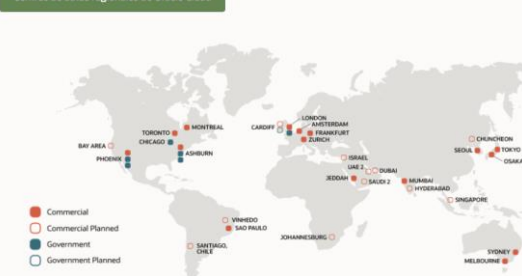 LONDON
AMSTERDAM
CARDIFF
FRANKFURT
ZURICH
MONTREAL
TORONTO
CHICAGO
BAY AREA
ASHBURN
PHOENIX
CHUNCHEON
SEOUL
TOKYO
OSAKA
ISRAEL
UAE 2
DUBAI
JEDDAH
SAUDI 2
MUMBAI
HYDERABAD
SINGAPORE
Commercial
Commercial Planned
Government
Government Planned
VINHEDO
SAO PAULO
SANTIAGO,
CHILE
JOHANNESBURG
SYDNEY
MELBOURNE